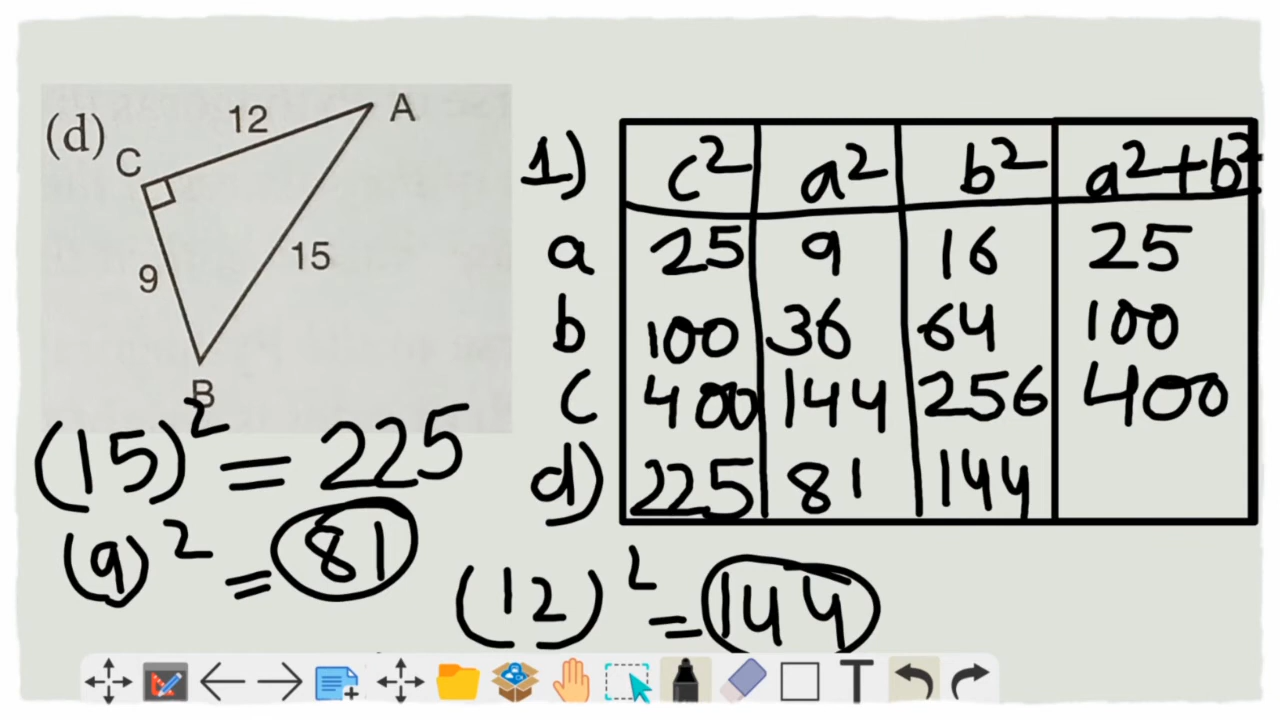 (d)
12
A
C
9
15
B
(15)² = 225
(9)² = 81
(12)² = 144
1) c² a² b² a²+b²
a 25 9 16 25
b 100 36 64 100
c 400 144 256 400
d) 225 81 144
T